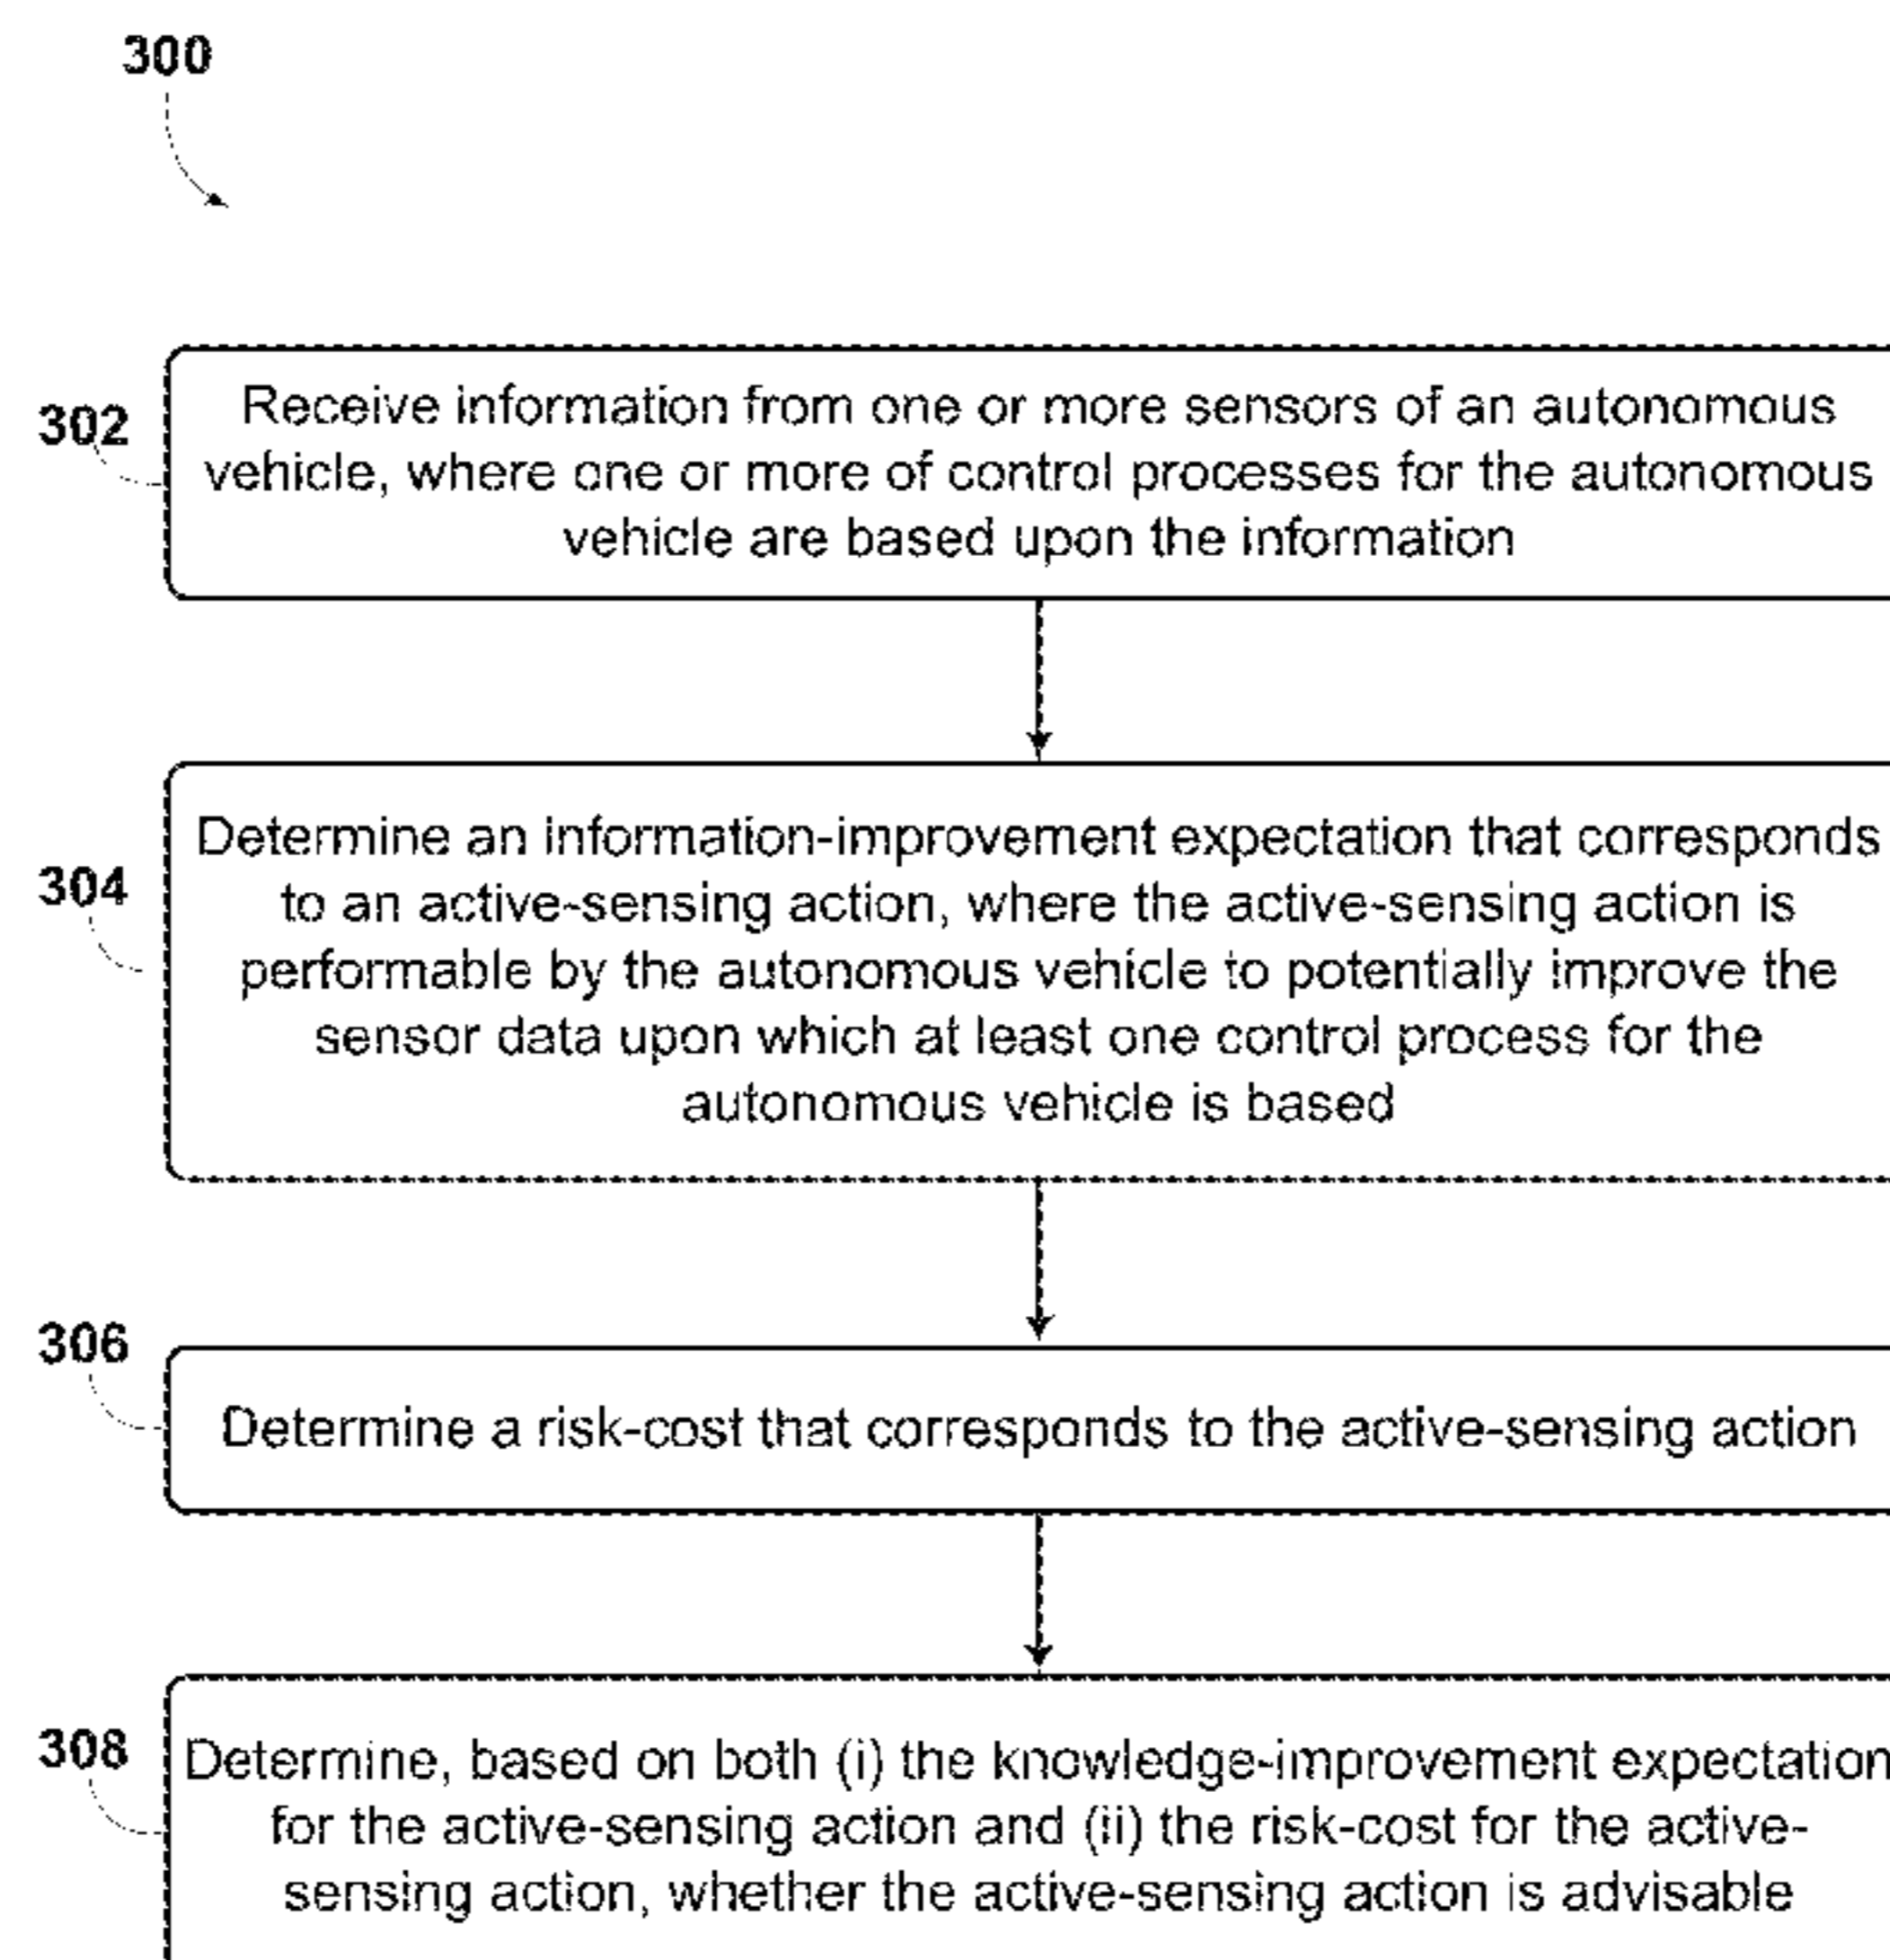 300
302
Receive information from one or more sensors of an autonomous
vehicle, where one or more of control processes for the autonomous
vehicle are based upon the information
304
Determine an information-improvement expectation that corresponds
to an active-sensing action, where the active-sensing action is
performable by the autonomous vehicle to potentially improve the
sensor data upon which at least one control process for the
autonomous vehicle is based
306
Determine a risk-cost that corresponds to the active-sensing action
308
Determine, based on both (i) the knowledge-improvement expectation
for the active-sensing action and (ii) the risk-cost for the active-
sensing action, whether the active-sensing action is advisable